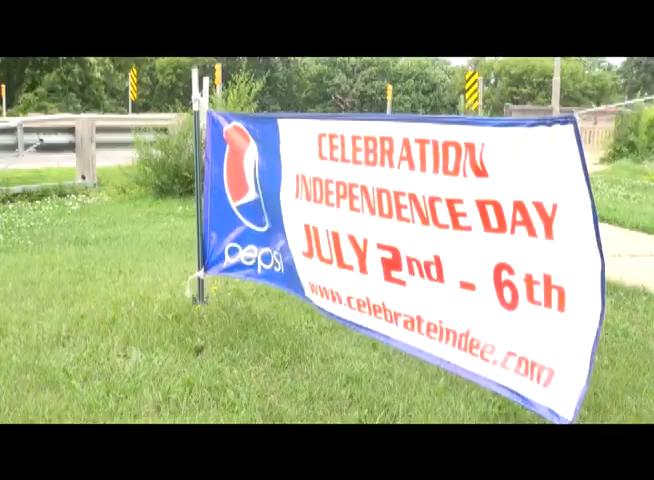 pepsi
CELEBRATION
INDEPENDENCE DAY
JULY 2nd - 6th
www.celebrateindee.com